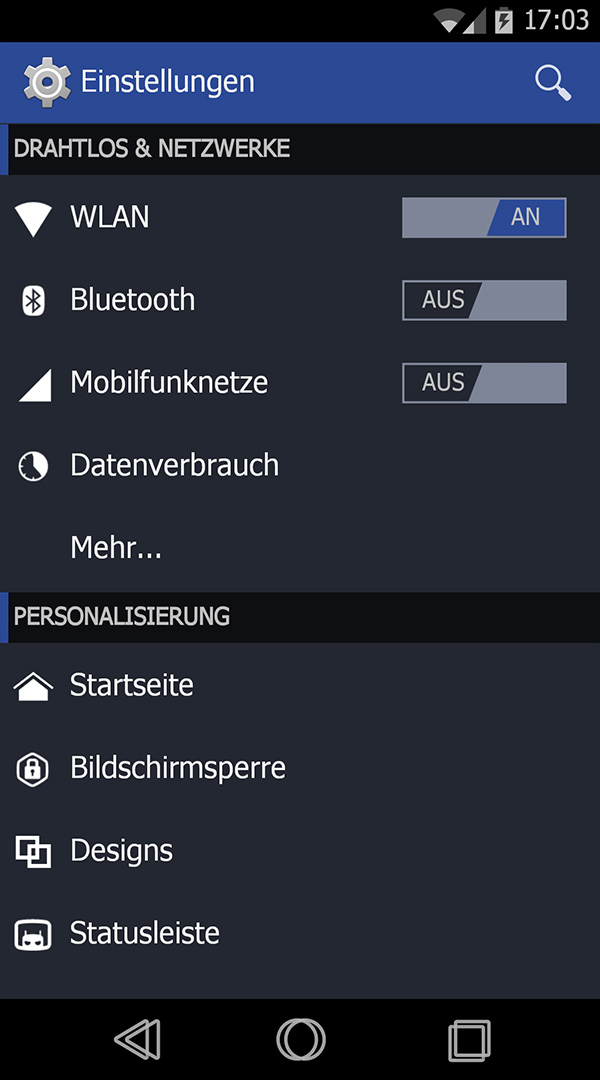 17:03
Einstellungen
DRAHTLOS & NETZWERKE
WLAN AN
Bluetooth AUS
Mobilfunknetze AUS
Datenverbrauch
Mehr...
PERSONALISIERUNG
Startseite
Bildschirmsperre
Designs
Statusleiste